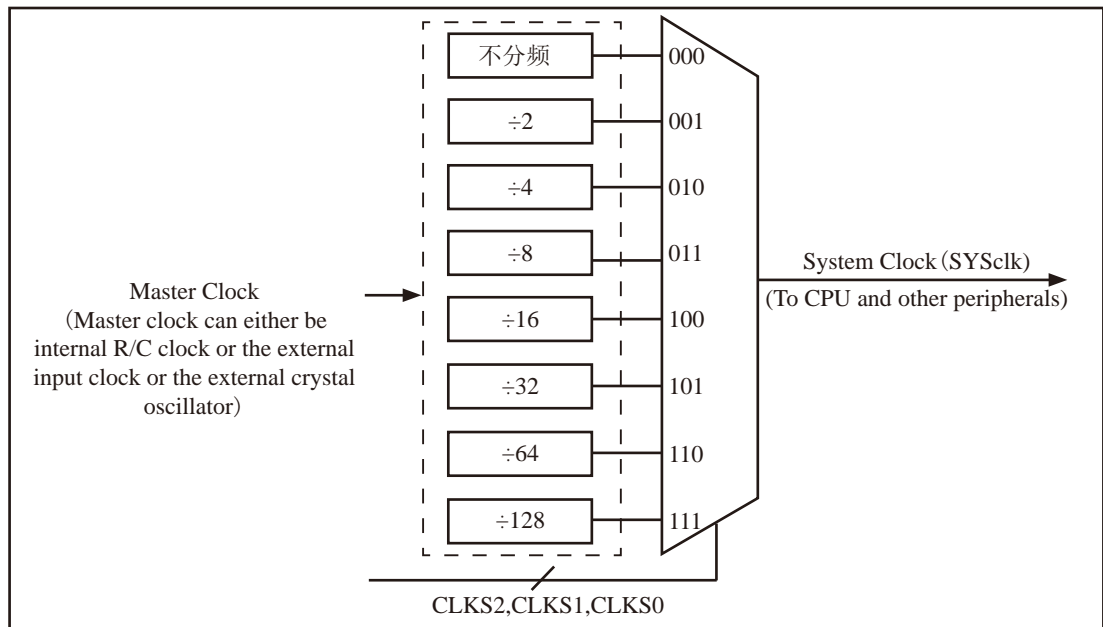 不分频
000
÷2
001
÷4
010
÷8
011
÷16
100
÷32
101
÷64
110
÷128
111
Master Clock
（Master clock can either be
internal R/C clock or the external
input clock or the external crystal
oscillator）
System Clock（SYSclk）
(To CPU and other peripherals)
CLKS2,CLKS1,CLKS0